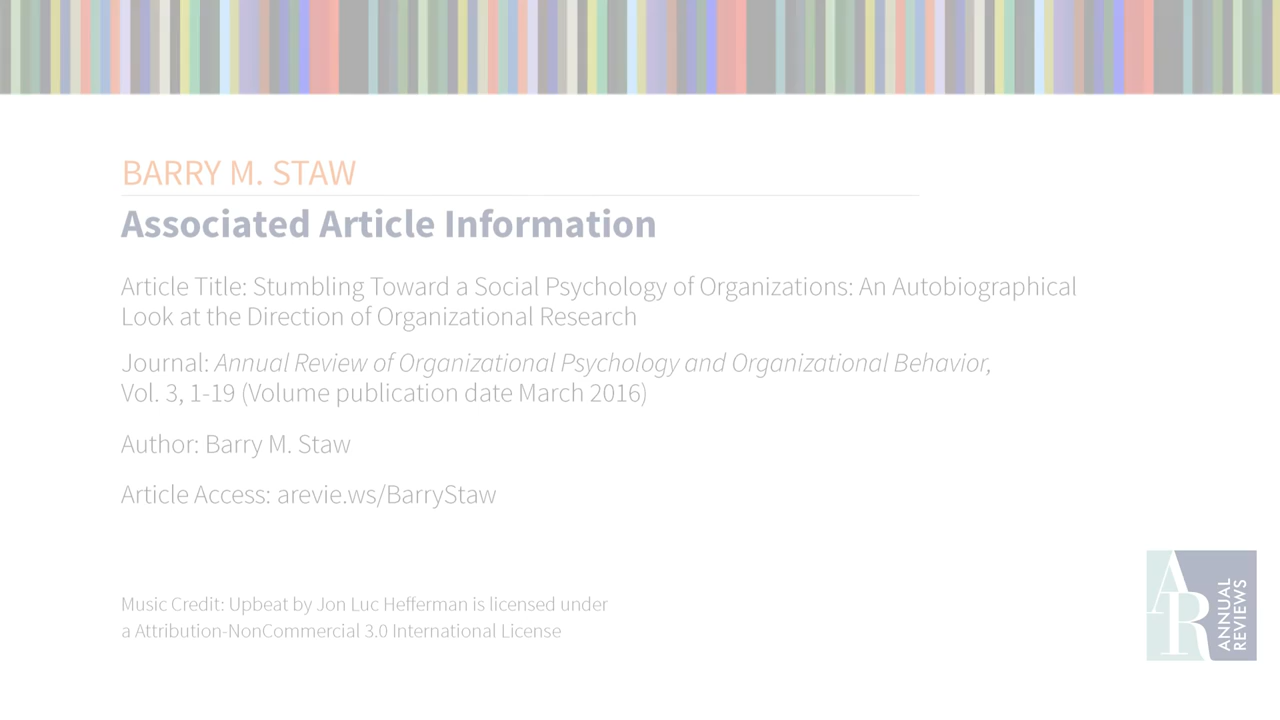 BARRY M. STAW
Associated Article Information
Article Title: Stumbling Toward a Social Psychology of Organizations: An Autobiographical
Look at the Direction of Organizational Research
Journal: Annual Review of Organizational Psychology and Organizational Behavior,
Vol. 3, 1-19 (Volume publication date March 2016)
Author: Barry M. Staw
Article Access: arevie.ws/BarryStaw
Music Credit: Upbeat by Jon Luc Hefferman is licensed under
a Attribution-NonCommercial 3.0 International License
AR
ANNUAL
REVIEWS